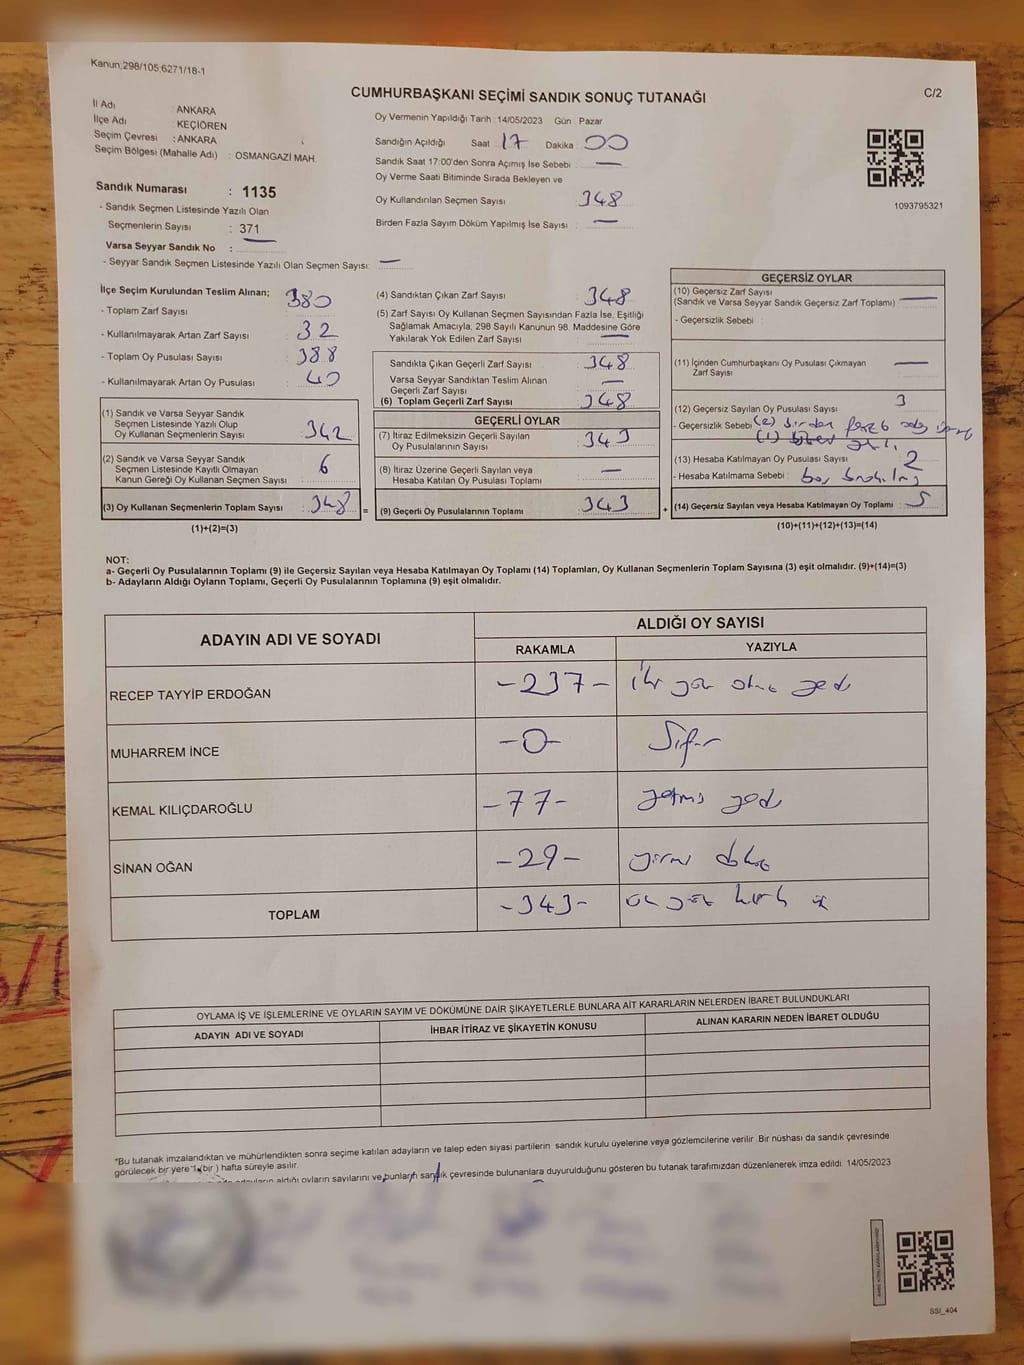 Kanun;298/105;6271/18-1
CUMHURBAŞKANI SEÇİMİ SANDIK SONUÇ TUTANAĞI
C/2
İl Adı : ANKARA
İlçe Adı : KEÇİÖREN
Seçim Çevresi : ANKARA
Seçim Bölgesi (Mahalle Adı) : OSMANGAZİ MAH.
Sandık Numarası : 1135
- Sandık Seçmen Listesinde Yazılı Olan
Seçmenlerin Sayısı : 371
Varsa Seyyar Sandık No :
- Seyyar Sandık Seçmen Listesinde Yazılı Olan Seçmen Sayısı: —
Oy Vermenin Yapıldığı Tarih : 14/05/2023 Gün : Pazar
Sandığın Açıldığı Saat : 17 Dakika : 00
Sandık Saat 17:00'den Sonra Açımış İse Sebebi : —
Oy Verme Saati Bitiminde Sırada Bekleyen ve
Oy Kullandırılan Seçmen Sayısı : 348
Birden Fazla Sayım Döküm Yapılmış İse Sayısı : —
1093795321
İlçe Seçim Kurulundan Teslim Alınan;
- Toplam Zarf Sayısı : 380
- Kullanılmayarak Artan Zarf Sayısı : 32
- Toplam Oy Pusulası Sayısı : 388
- Kullanılmayarak Artan Oy Pusulası : 40
(1) Sandık ve Varsa Seyyar Sandık
Seçmen Listesinde Yazılı Olup
Oy Kullanan Seçmenlerin Sayısı : 342
(2) Sandık ve Varsa Seyyar Sandık
Seçmen Listesinde Kayıtlı Olmayan
Kanun Gereği Oy Kullanan Seçmen Sayısı : 6
(3) Oy Kullanan Seçmenlerin Toplam Sayısı : 348 =
(1)+(2)=(3)
(4) Sandıktan Çıkan Zarf Sayısı : 348
(5) Zarf Sayısı Oy Kullanan Seçmen Sayısından Fazla İse, Eşitliği
Sağlamak Amacıyla, 298 Sayılı Kanunun 98. Maddesine Göre
Yakılarak Yok Edilen Zarf Sayısı : —
Sandıkta Çıkan Geçerli Zarf Sayısı : 348
Varsa Seyyar Sandıktan Teslim Alınan
Geçerli Zarf Sayısı : —
(6) Toplam Geçerli Zarf Sayısı : 348
GEÇERLİ OYLAR
(7) İtiraz Edilmeksizin Geçerli Sayılan
Oy Pusulalarının Sayısı : 343
(8) İtiraz Üzerine Geçerli Sayılan veya
Hesaba Katılan Oy Pusulası Toplamı : —
(9) Geçerli Oy Pusulalarının Toplamı : 343 +
GEÇERSİZ OYLAR
(10) Geçersiz Zarf Sayısı
(Sandık ve Varsa Seyyar Sandık Geçersiz Zarf Toplamı) : —
- Geçersizlik Sebebi :
(11) İçinden Cumhurbaşkanı Oy Pusulası Çıkmayan
Zarf Sayısı : —
(12) Geçersiz Sayılan Oy Pusulası Sayısı 3
- Geçersizlik Sebebi : (2) birden
(1)
(13) Hesaba Katılmayan Oy Pusulası Sayısı : 2
- Hesaba Katılmama Sebebi : boş bırakılmış
(14) Geçersiz Sayılan veya Hesaba Katılmayan Oy Toplamı : 5
(10)+(11)+(12)+(13)=(14)
NOT:
a- Geçerli Oy Pusulalarının Toplamı (9) ile Geçersiz Sayılan veya Hesaba Katılmayan Oy Toplamı (14) Toplamları, Oy Kullanan Seçmenlerin Toplam Sayısına (3) eşit olmalıdır. (9)+(14)=(3)
b- Adayların Aldığı Oyların Toplamı, Geçerli Oy Pusulalarının Toplamına (9) eşit olmalıdır.
ADAYIN ADI VE SOYADI
ALDIĞI OY SAYISI
RAKAMLA YAZIYLA
RECEP TAYYİP ERDOĞAN -237- iki yüz otuz yedi
MUHARREM İNCE -0- Sıfır
KEMAL KILIÇDAROĞLU -77- yetmiş yedi
SİNAN OĞAN -29- yirmi dokuz
TOPLAM -343- üç yüz kırk üç
OYLAMA İŞ VE İŞLEMLERİNE VE OYLARIN SAYIM VE DÖKÜMÜNE DAİR ŞİKAYETLERLE BUNLARA AİT KARARLARIN NELERDEN İBARET BULUNDUKLARI
ADAYIN ADI VE SOYADI İHBAR İTİRAZ VE ŞİKAYETİN KONUSU ALINAN KARARIN NEDEN İBARET OLDUĞU
*Bu tutanak imzalandıktan ve mühürlendikten sonra seçime katılan adayların ve talep eden siyasi partilerin sandık kurulu üyelerine veya gözlemcilerine verilir. Bir nüshası da sandık çevresinde
görülecek bir yere 1 (bir ) hafta süreyle asılır.
aldığı oyların sayılarını ve bunların sandık çevresinde bulunanlara duyurulduğunu gösteren bu tutanak tarafımızdan düzenlenerek imza edildi. 14/05/2023
SSİ_404